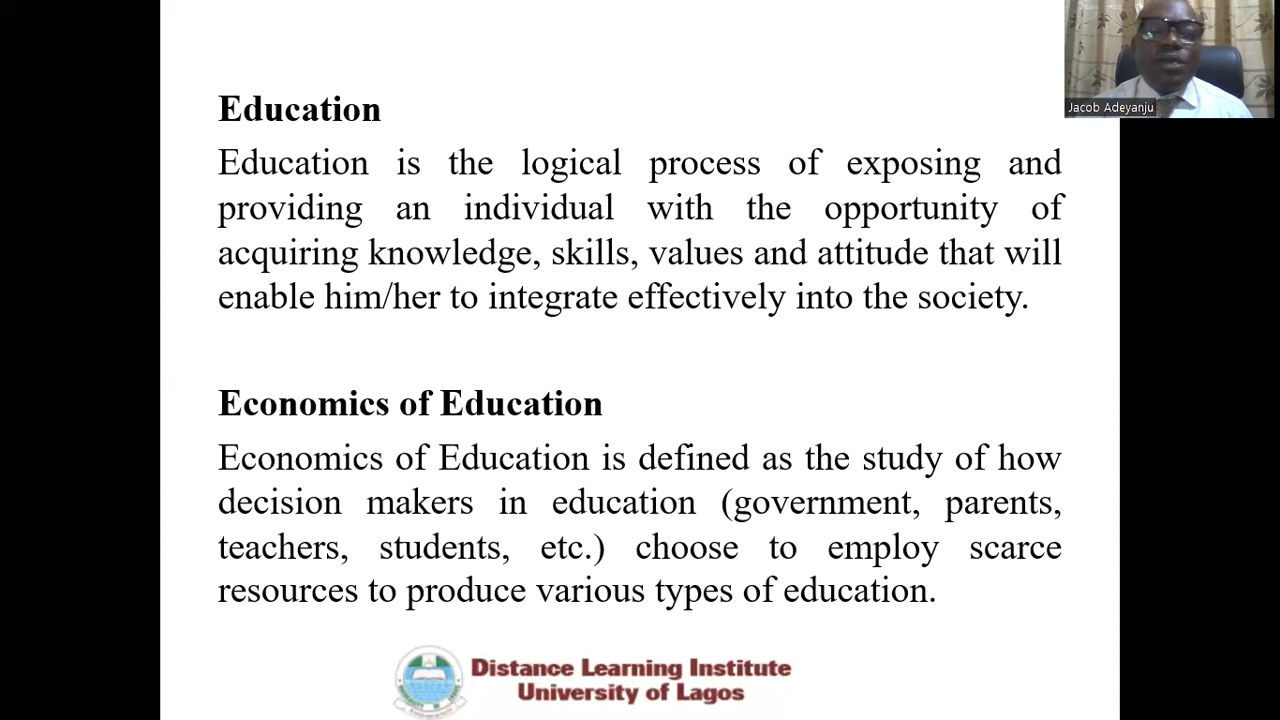 Education
Education is the logical process of exposing and
providing an individual with the opportunity of
acquiring knowledge, skills, values and attitude that will
enable him/her to integrate effectively into the society.
Economics of Education
Economics of Education is defined as the study of how
decision makers in education (government, parents,
teachers, students, etc.) choose to employ scarce
resources to produce various types of education.
Distance Learning Institute
University of Lagos
Jacob Adeyanju